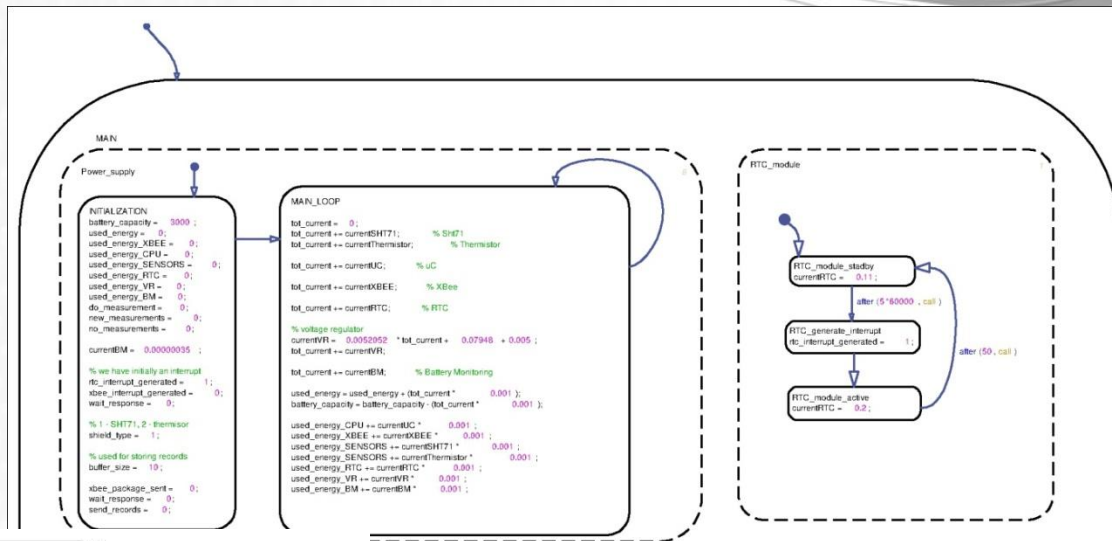 MAIN
Power_supply
INITIALIZATION
battery_capacity = 3000 ;
used_energy = 0;
used_energy_XBEE = 0;
used_energy_CPU = 0;
used_energy_SENSORS = 0;
used_energy_RTC = 0;
used_energy_VR = 0;
used_energy_BM = 0;
do_measurement = 0;
new_measurements = 0;
no_measurements = 0;
currentBM = 0.00000035 ;
% we have initially an interrupt
rtc_interrupt_generated = 1;
xbee_interrupt_generated = 0;
wait_response = 0;
% 1 - SHT71, 2 - thermisor
shield_type = 1;
% used for storing records
buffer_size = 10;
xbee_package_sent = 0;
wait_response = 0;
send_records = 0;
MAIN_LOOP
tot_current = 0;
tot_current += currentSHT71; % Sht71
tot_current += currentThermistor; % Thermistor
tot_current += currentUC; % uC
tot_current += currentXBEE; % XBee
tot_current += currentRTC; % RTC
% voltage regulator
currentVR = 0.0052052 * tot_current + 0.07948 + 0.005 ;
tot_current += currentVR;
tot_current += currentBM; % Battery Monitoring
used_energy = used_energy + (tot_current * 0.001 );
battery_capacity = battery_capacity - (tot_current * 0.001 );
used_energy_CPU += currentUC * 0.001 ;
used_energy_XBEE += currentXBEE * 0.001 ;
used_energy_SENSORS += currentSHT71 * 0.001 ;
used_energy_SENSORS += currentThermistor * 0.001 ;
used_energy_RTC += currentRTC * 0.001 ;
used_energy_VR += currentVR * 0.001 ;
used_energy_BM += currentBM * 0.001 ;
RTC_module
RTC_module_stadby
currentRTC = 0.11;
after (5*60000 , call )
RTC_generate_interrupt
rtc_interrupt_generated = 1;
after (50 , call )
RTC_module_active
currentRTC = 0.2;